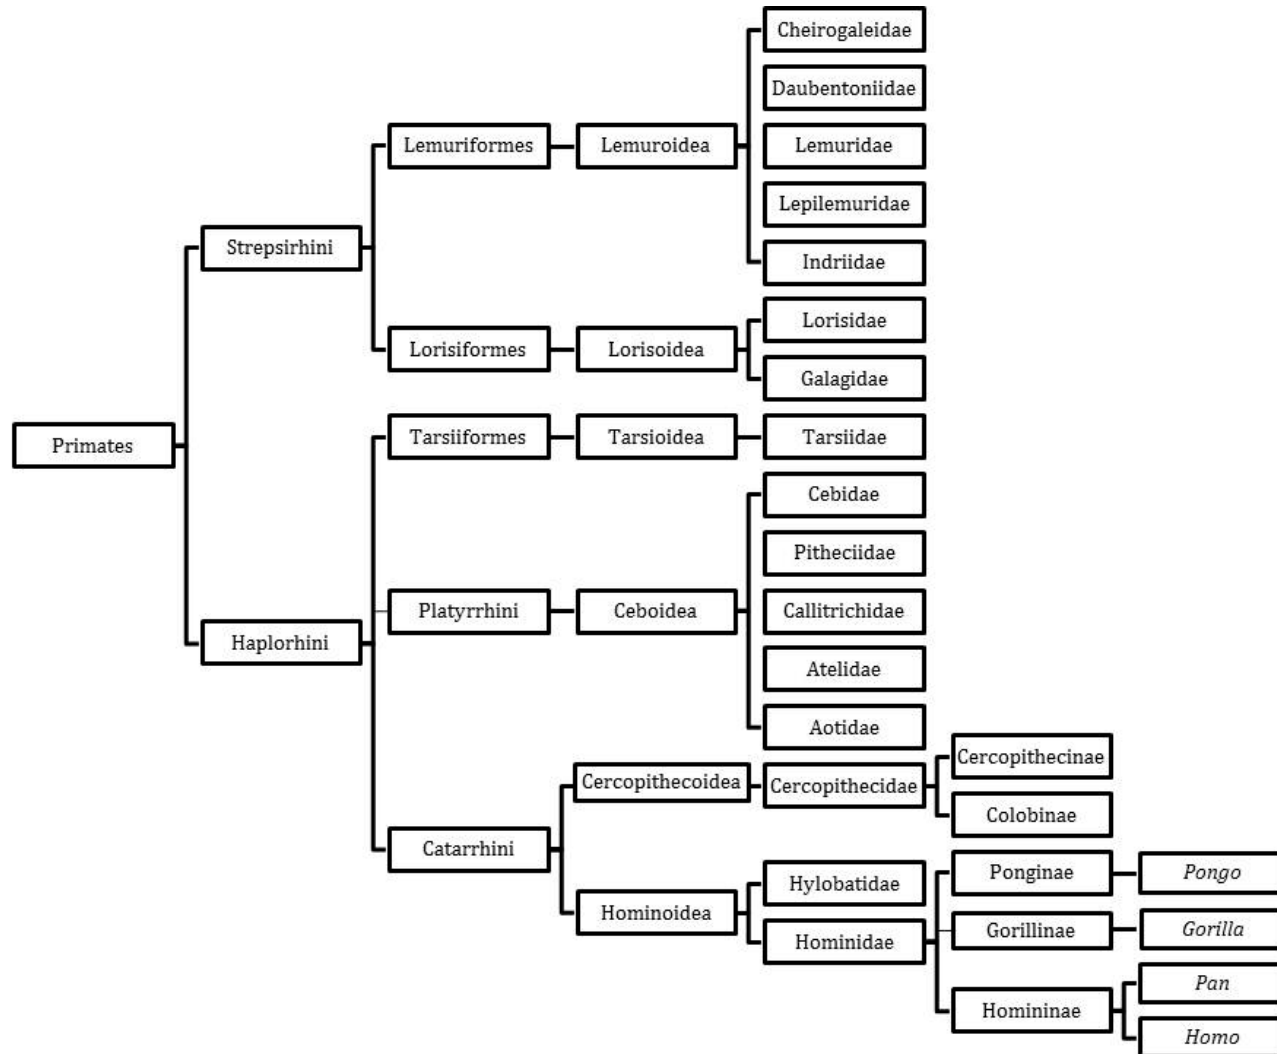 Cheirogaleidae
Daubentoniidae
Lemuriformes
Lemuroidea
Lemuridae
Lepilemuridae
Strepsirhini
Indriidae
Lorisidae
Lorisiformes
Lorisoidea
Galagidae
Primates
Tarsiiformes
Tarsioidea
Tarsiidae
Cebidae
Pitheciidae
Platyrrhini
Ceboidea
Callitrichidae
Haplorhini
Atelidae
Aotidae
Cercopithecinae
Cercopithecoidea
Cercopithecidae
Colobinae
Catarrhini
Hylobatidae
Ponginae
Pongo
Hominoidea
Hominidae
Gorillinae
Gorilla
Pan
Homininae
Homo